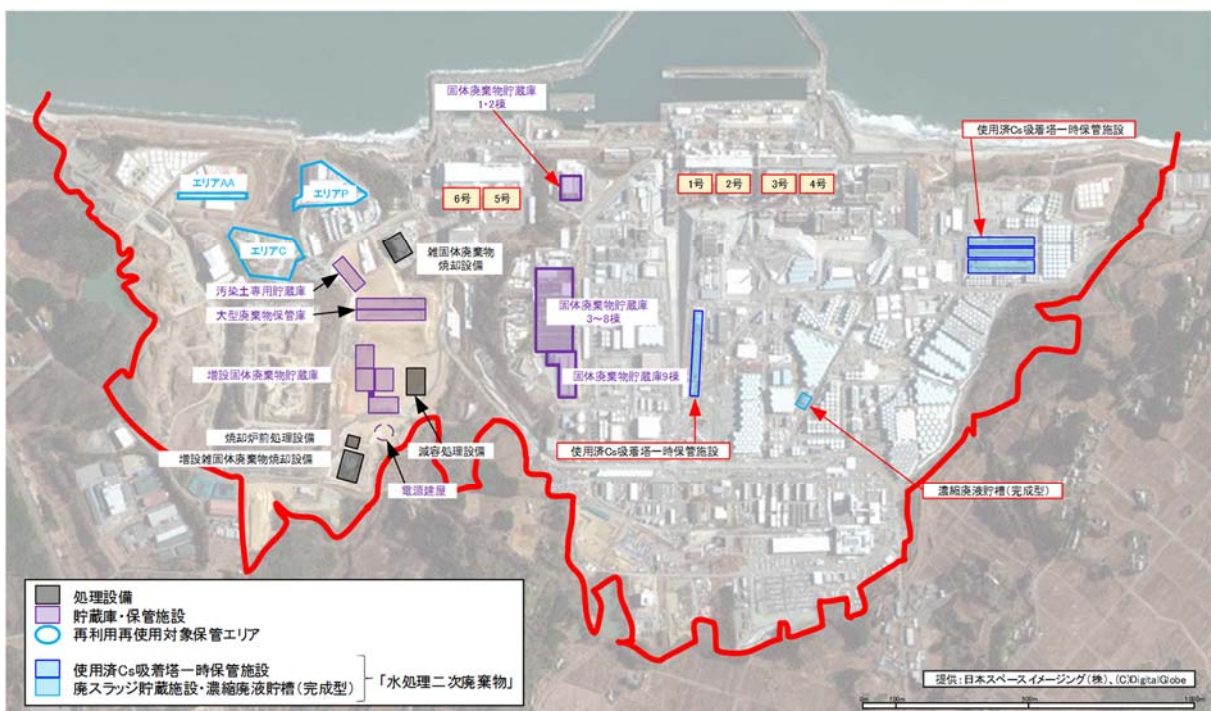 固体廃棄物貯蔵庫
1・2棟
使用済Cs吸着塔一時保管施設
エリアAA
エリアP
6号
5号
1号
2号
3号
4号
エリアC
雑固体廃棄物
焼却設備
汚染土専用貯蔵庫
大型廃棄物保管庫
固体廃棄物貯蔵庫
3～8棟
増設固体廃棄物貯蔵庫
固体廃棄物貯蔵庫9棟
焼却炉前処理設備
増設雑固体廃棄物焼却設備
減容処理設備
使用済Cs吸着塔一時保管施設
電源建屋
濃縮廃液貯槽(完成型)
処理設備
貯蔵庫・保管施設
再利用再使用対象保管エリア
使用済Cs吸着塔一時保管施設
廃スラッジ貯蔵施設・濃縮廃液貯槽(完成型)
「水処理二次廃棄物」
提供：日本スペースイメージング(株)、(C)DigitalGlobe
0m 100m 500m 1,000m